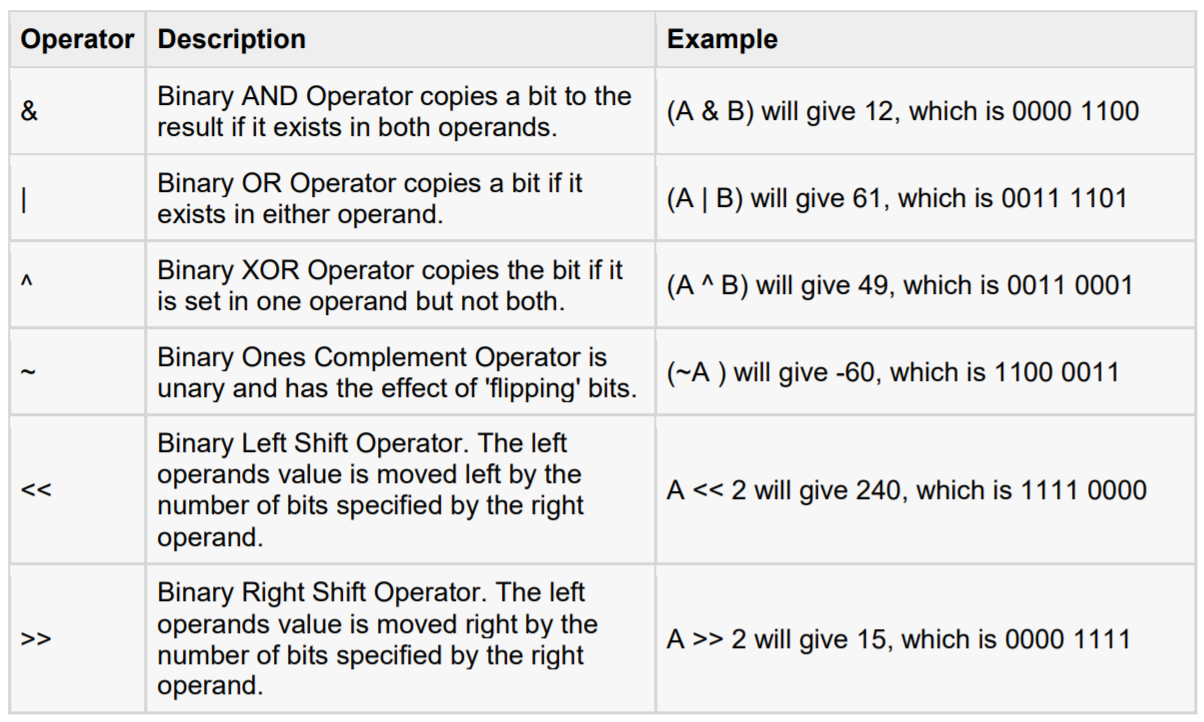 Operator Description Example
& Binary AND Operator copies a bit to the
result if it exists in both operands. (A & B) will give 12, which is 0000 1100
| Binary OR Operator copies a bit if it
exists in either operand. (A | B) will give 61, which is 0011 1101
^ Binary XOR Operator copies the bit if it
is set in one operand but not both. (A ^ B) will give 49, which is 0011 0001
~ Binary Ones Complement Operator is
unary and has the effect of 'flipping' bits. (~A ) will give -60, which is 1100 0011
Binary Left Shift Operator. The left
operands value is moved left by the
<< number of bits specified by the right A << 2 will give 240, which is 1111 0000
operand.
Binary Right Shift Operator. The left
operands value is moved right by the
>> number of bits specified by the right A >> 2 will give 15, which is 0000 1111
operand.